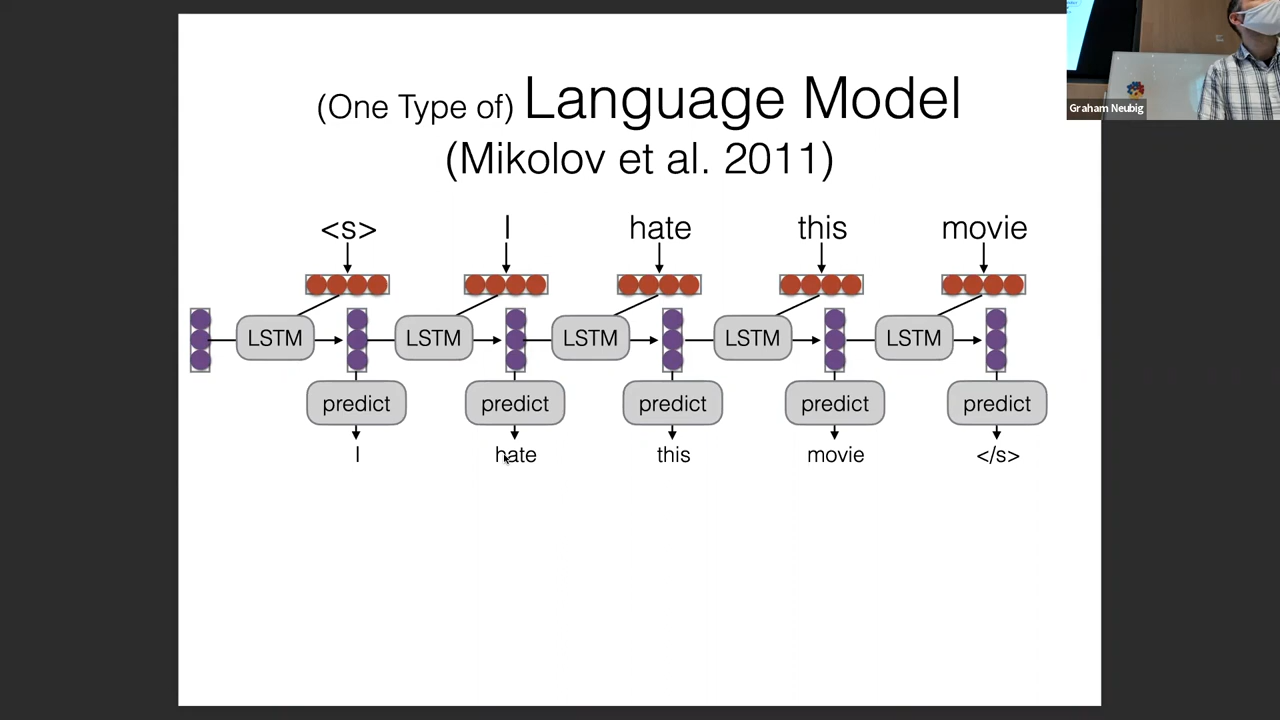 (One Type of) Language Model
(Mikolov et al. 2011)
Graham Neubig
<s> I hate this movie
LSTM LSTM LSTM LSTM LSTM
predict predict predict predict predict
I hate this movie </s>